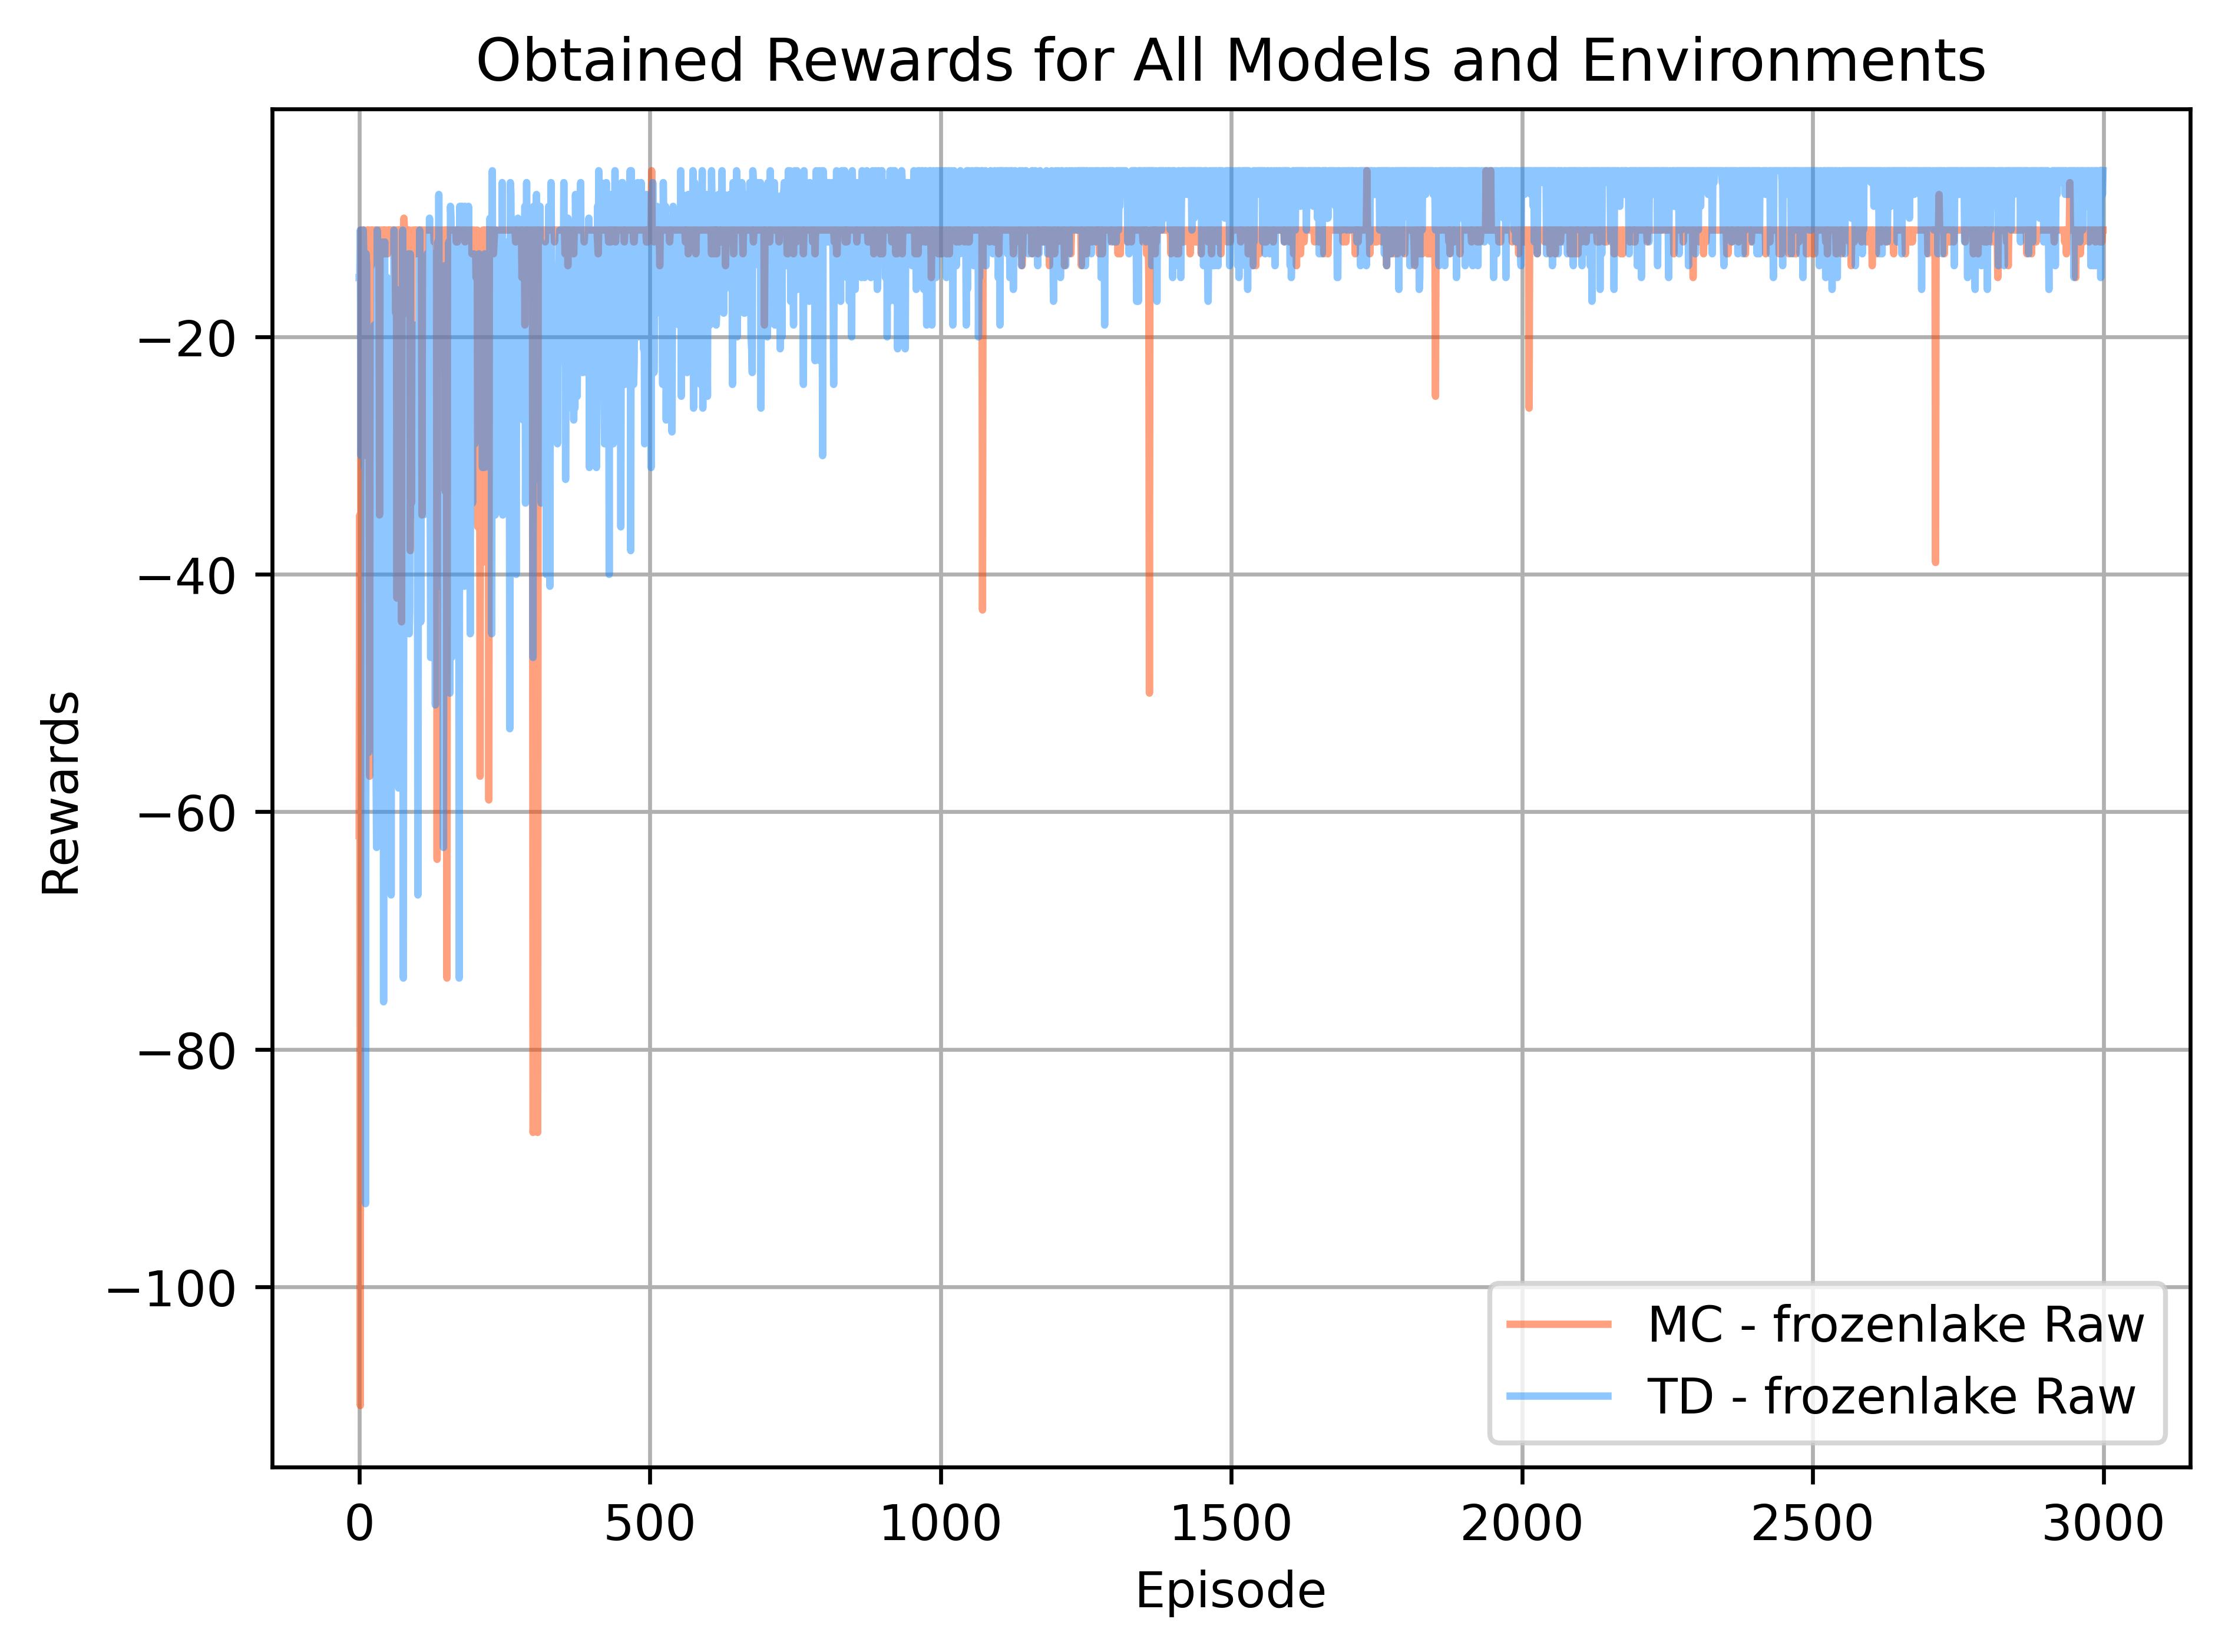 Obtained Rewards for All Models and Environments
Rewards
−20
−40
−60
−80
−100
MC - frozenlake Raw
TD - frozenlake Raw
0 500 1000 1500 2000 2500 3000
Episode